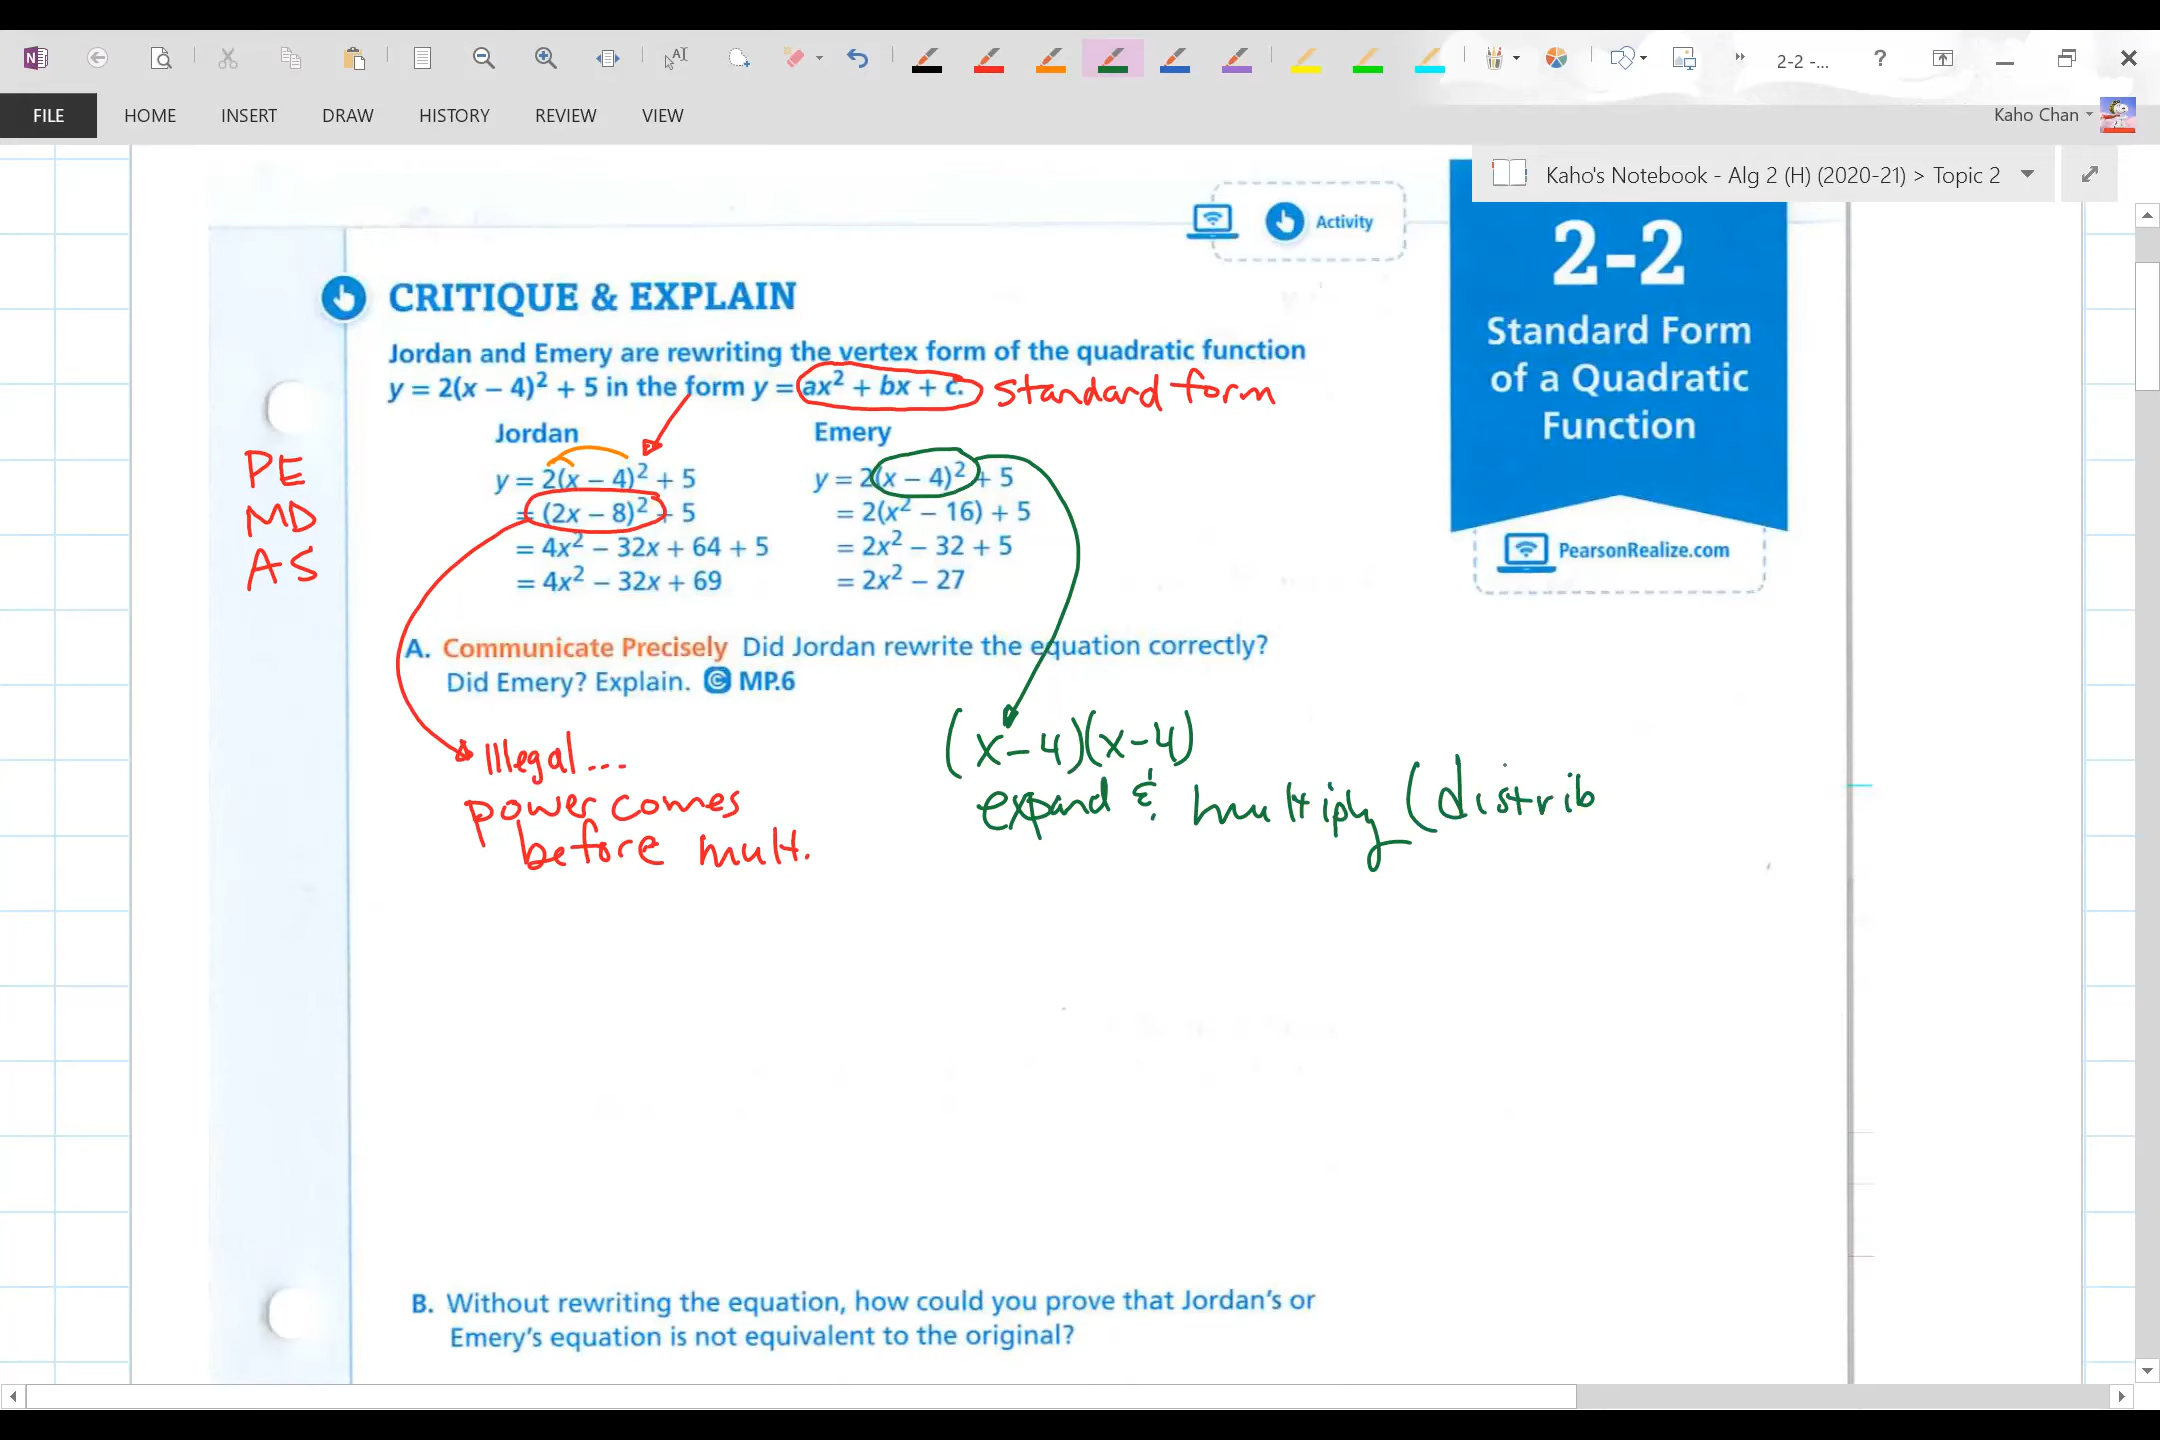 2-2 -...
?
FILE HOME INSERT DRAW HISTORY REVIEW VIEW
Kaho Chan
Kaho's Notebook - Alg 2 (H) (2020-21) > Topic 2
Activity
2-2
Standard Form
of a Quadratic
Function
PearsonRealize.com
CRITIQUE & EXPLAIN
Jordan and Emery are rewriting the vertex form of the quadratic function
y = 2(x − 4)² + 5 in the form y = ax² + bx + c.
standard form
PE
MD
AS
Jordan
y = 2(x − 4)² + 5
= (2x − 8)² + 5
= 4x² − 32x + 64 + 5
= 4x² − 32x + 69
Emery
y = 2(x − 4)² + 5
= 2(x² − 16) + 5
= 2x² − 32 + 5
= 2x² − 27
A. Communicate Precisely Did Jordan rewrite the equation correctly?
Did Emery? Explain. © MP.6
Illegal...
power comes
before mult.
(x-4)(x-4)
expand & multiply (distrib
B. Without rewriting the equation, how could you prove that Jordan's or
Emery's equation is not equivalent to the original?